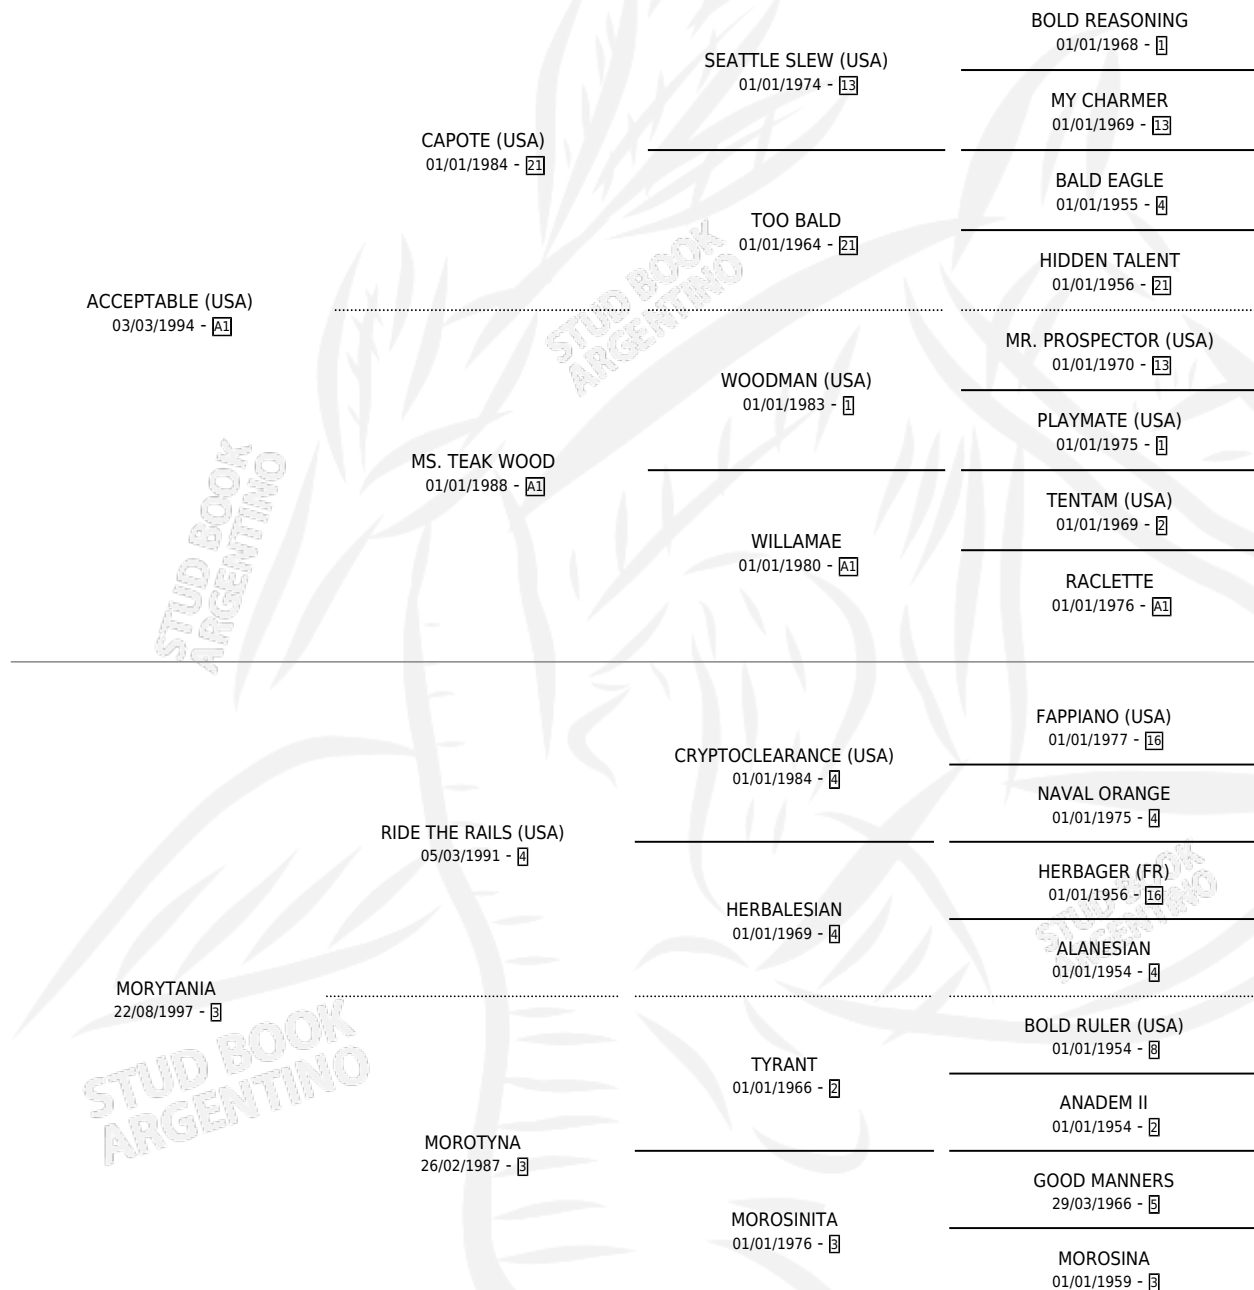 BOLD REASONING
01/01/1968 - 1
SEATTLE SLEW (USA)
01/01/1974 - 13
MY CHARMER
01/01/1969 - 13
CAPOTE (USA)
01/01/1984 - 21
BALD EAGLE
01/01/1955 - 4
TOO BALD
01/01/1964 - 21
HIDDEN TALENT
01/01/1956 - 21
ACCEPTABLE (USA)
03/03/1994 - A1
MR. PROSPECTOR (USA)
01/01/1970 - 13
WOODMAN (USA)
01/01/1983 - 1
PLAYMATE (USA)
01/01/1975 - 1
MS. TEAK WOOD
01/01/1988 - A1
TENTAM (USA)
01/01/1969 - 2
WILLAMAE
01/01/1980 - A1
RACLETTE
01/01/1976 - A1
FAPPIANO (USA)
01/01/1977 - 16
CRYPTOCLEARANCE (USA)
01/01/1984 - 4
NAVAL ORANGE
01/01/1975 - 4
RIDE THE RAILS (USA)
05/03/1991 - 4
HERBAGER (FR)
01/01/1956 - 16
HERBALESIAN
01/01/1969 - 4
ALANESIAN
01/01/1954 - 4
MORYTANIA
22/08/1997 - 3
BOLD RULER (USA)
01/01/1954 - 8
TYRANT
01/01/1966 - 2
ANADEM II
01/01/1954 - 2
MOROTYNA
26/02/1987 - 3
GOOD MANNERS
29/03/1966 - 5
MOROSINITA
01/01/1976 - 3
MOROSINA
01/01/1959 - 3
STUD BOOK
ARGENTINO
STUD BOOK
ARGENTINO
STUD BOOK
ARGENTINO
STUD BOOK
ARGENTINO